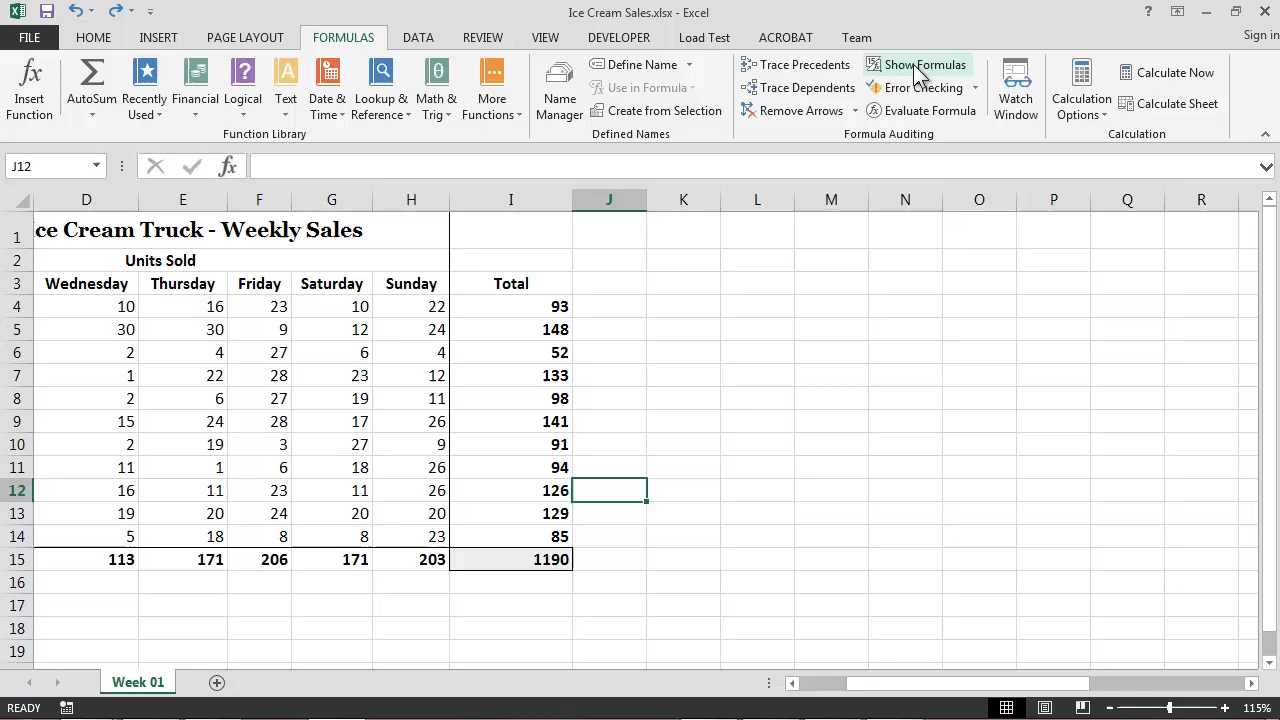 Ice Cream Sales.xlsx - Excel
?
FILE HOME INSERT PAGE LAYOUT FORMULAS DATA REVIEW VIEW DEVELOPER Load Test ACROBAT Team Sign in
Insert Function
AutoSum
Recently Used
Financial
Logical
Text
Date & Time
Lookup & Reference
Math & Trig
More Functions
Function Library
Name Manager
Define Name
Use in Formula
Create from Selection
Defined Names
Trace Precedents
Trace Dependents
Remove Arrows
Show Formulas
Error Checking
Evaluate Formula
Formula Auditing
Watch Window
Calculation Options
Calculate Now
Calculate Sheet
Calculation
J12 fx
D E F G H I J K L M N O P Q R
1 ce Cream Truck - Weekly Sales
2 Units Sold
3 Wednesday Thursday Friday Saturday Sunday Total
4 10 16 23 10 22 93
5 30 30 9 12 24 148
6 2 4 27 6 4 52
7 1 22 28 23 12 133
8 2 6 27 19 11 98
9 15 24 28 17 26 141
10 2 19 3 27 9 91
11 11 1 6 18 26 94
12 16 11 23 11 26 126
13 19 20 24 20 20 129
14 5 18 8 8 23 85
15 113 171 206 171 203 1190
16
17
18
19
Week 01
READY 115%